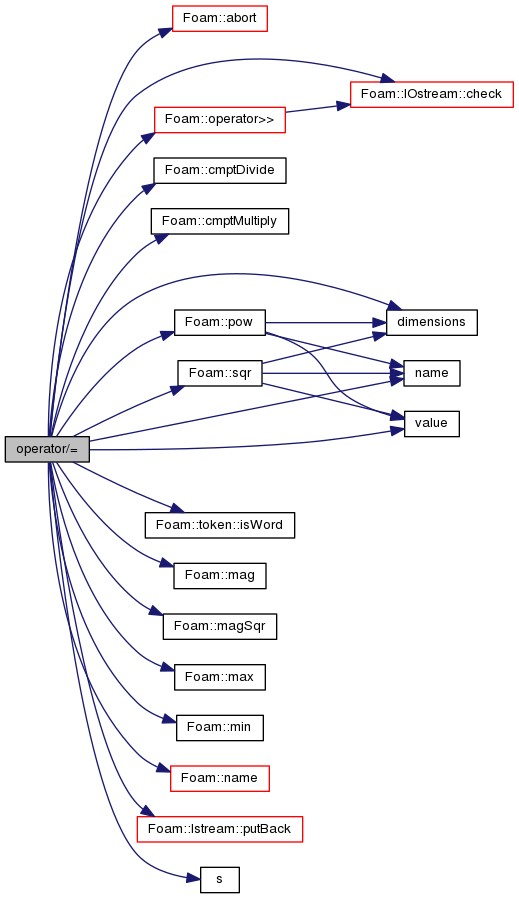 Foam::abort
Foam::IOstream::check
Foam::operator>>
Foam::cmptDivide
Foam::cmptMultiply
Foam::pow
dimensions
Foam::sqr
name
value
operator/=
Foam::token::isWord
Foam::mag
Foam::magSqr
Foam::max
Foam::min
Foam::name
Foam::Istream::putBack
s